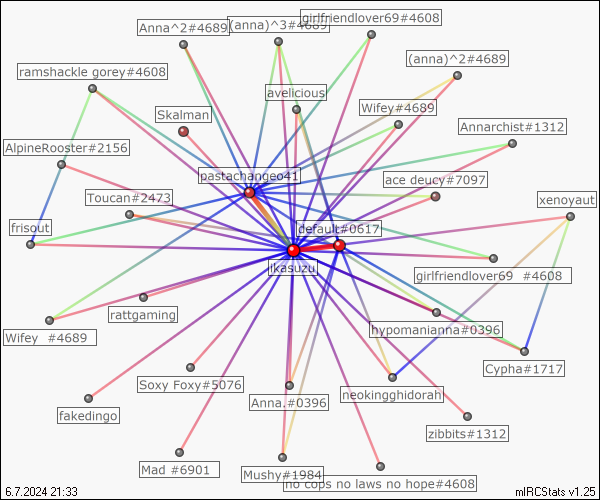 girlfriendlover69#4608
Anna^2#4689
(anna)^3#4689
(anna)^2#4689
ramshackle gorey#4608
avelicious
Wifey#4689
Skalman
Annarchist#1312
AlpineRooster#2156
pastachangeo41
ace deucy#7097
Toucan#2473
xenoyaut
frisout
default#0617
ikasuzu
girlfriendlover69 #4608
rattgaming
hypomanianna#0396
Wifey #4689
Cypha#1717
Soxy Foxy#5076
neokingghidorah
Anna.#0396
fakedingo
zibbits#1312
Mad #6901
Mushy#1984
no cops no laws no hope#4608
6.7.2024 21:33
mIRCStats v1.25